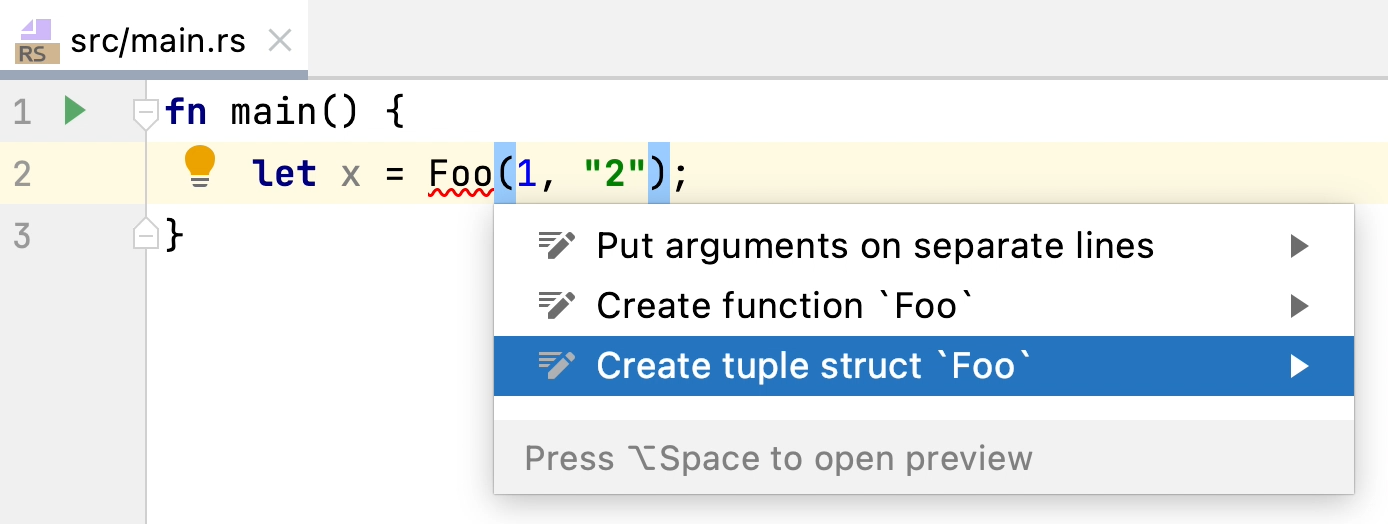 RS src/main.rs
1 fn main() {
2 let x = Foo(1, "2");
3 }
Put arguments on separate lines
Create function `Foo`
Create tuple struct `Foo`
Press ⌥Space to open preview